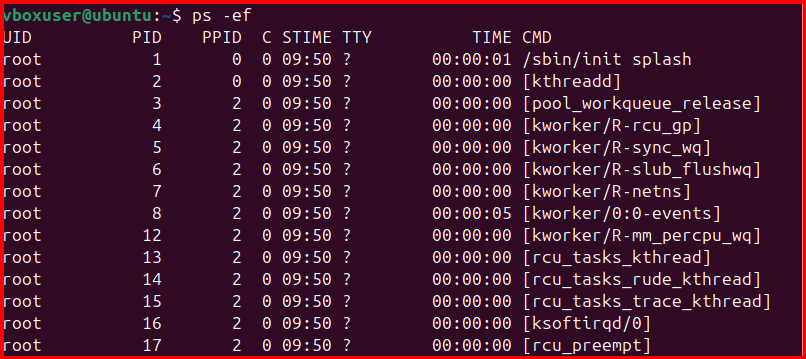 vboxuser@ubuntu:~$ ps -ef
UID          PID    PPID  C STIME TTY          TIME CMD
root           1       0  0 09:50 ?        00:00:01 /sbin/init splash
root           2       0  0 09:50 ?        00:00:00 [kthreadd]
root           3       2  0 09:50 ?        00:00:00 [pool_workqueue_release]
root           4       2  0 09:50 ?        00:00:00 [kworker/R-rcu_gp]
root           5       2  0 09:50 ?        00:00:00 [kworker/R-sync_wq]
root           6       2  0 09:50 ?        00:00:00 [kworker/R-slub_flushwq]
root           7       2  0 09:50 ?        00:00:00 [kworker/R-netns]
root           8       2  0 09:50 ?        00:00:05 [kworker/0:0-events]
root          12       2  0 09:50 ?        00:00:00 [kworker/R-mm_percpu_wq]
root          13       2  0 09:50 ?        00:00:00 [rcu_tasks_kthread]
root          14       2  0 09:50 ?        00:00:00 [rcu_tasks_rude_kthread]
root          15       2  0 09:50 ?        00:00:00 [rcu_tasks_trace_kthread]
root          16       2  0 09:50 ?        00:00:00 [ksoftirqd/0]
root          17       2  0 09:50 ?        00:00:00 [rcu_preempt]